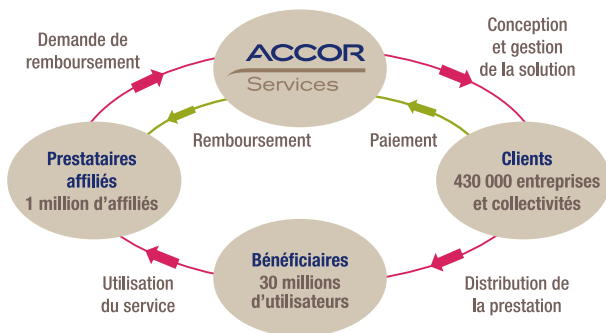 Demande de
remboursement
ACCOR
Services
Conception
et gestion
de la solution
Remboursement
Paiement
Prestataires
affiliés
1 million d'affiliés
Clients
430 000 entreprises
et collectivités
Utilisation
du service
Bénéficiaires
30 millions
d'utilisateurs
Distribution de
la prestation